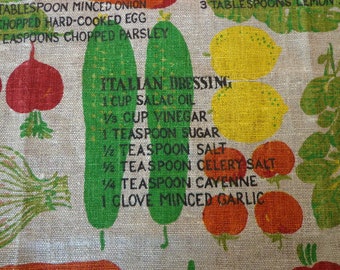 TABLESPOON MINCED ONION
CHOPPED HARD-COOKED EGG
TEASPOONS CHOPPED PARSLEY
3 TABLESPOONS LEMON
ITALIAN DRESSING
1 CUP SALAD OIL
⅓ CUP VINEGAR
1 TEASPOON SUGAR
½ TEASPOON SALT
½ TEASPOON CELERY SALT
¼ TEASPOON CAYENNE
1 CLOVE MINCED GARLIC